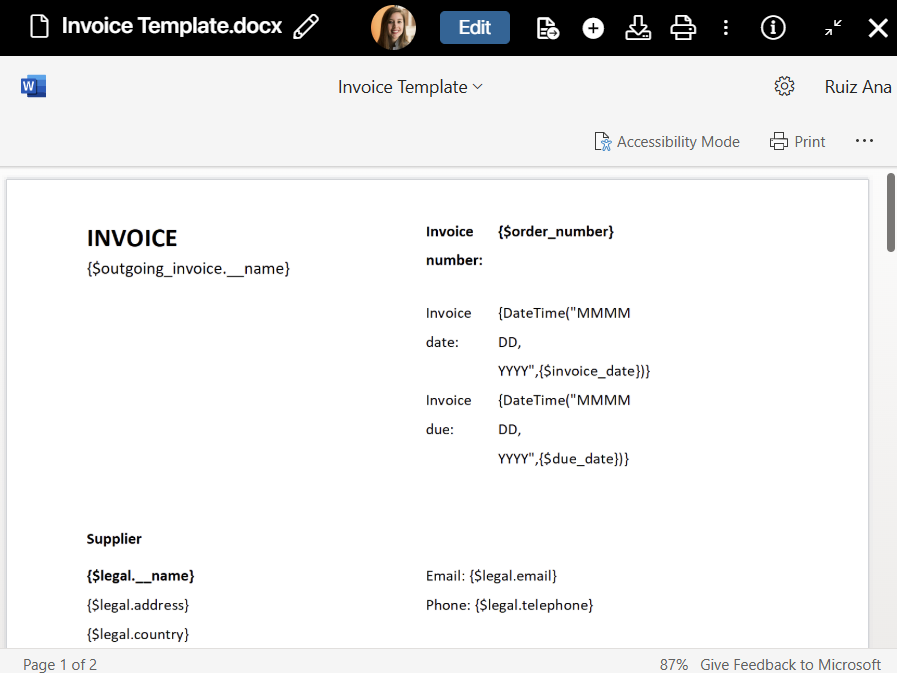 Invoice Template.docx
Edit
W
Invoice Template
Ruiz Ana
Accessibility Mode
Print
INVOICE
{$outgoing_invoice.__name}
Invoice number:
{$order_number}
Invoice date:
{DateTime("MMMM
DD,
YYYY",{$invoice_date})}
Invoice due:
{DateTime("MMMM
DD,
YYYY",{$due_date})}
Supplier
{$legal.__name}
{$legal.address}
{$legal.country}
Email: {$legal.email}
Phone: {$legal.telephone}
Page 1 of 2
87%
Give Feedback to Microsoft